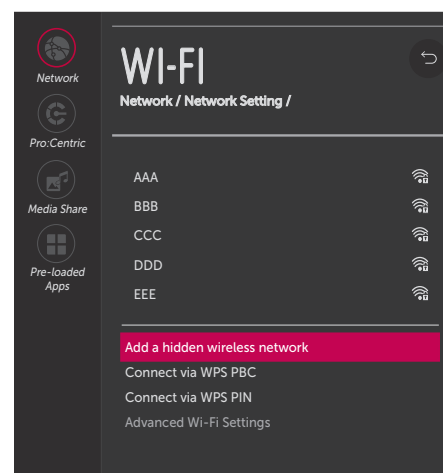 Network
Pro:Centric
Media Share
Pre-loaded
Apps
WI-FI
Network / Network Setting /
AAA
BBB
CCC
DDD
EEE
Add a hidden wireless network
Connect via WPS PBC
Connect via WPS PIN
Advanced Wi-Fi Settings